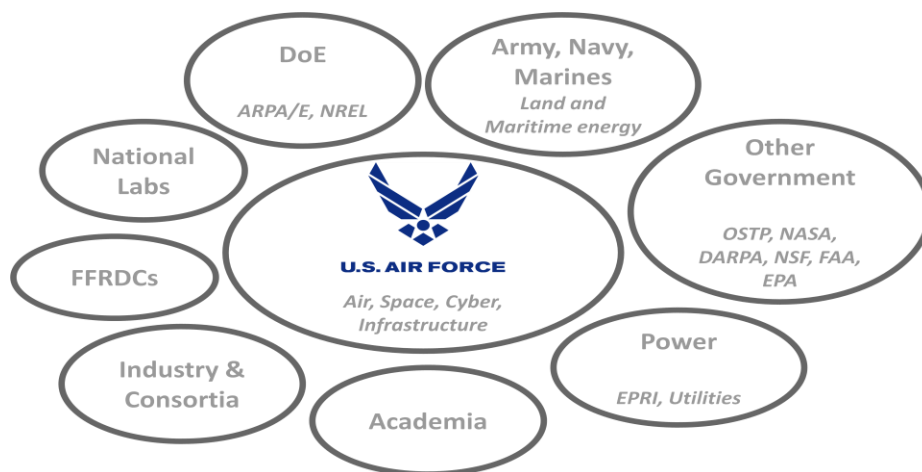 DoE
ARPA/E, NREL
Army, Navy,
Marines
Land and
Maritime energy
National
Labs
Other
Government
OSTP, NASA,
DARPA, NSF, FAA,
EPA
U.S. AIR FORCE
Air, Space, Cyber,
Infrastructure
FFRDCs
Power
EPRI, Utilities
Industry &
Consortia
Academia